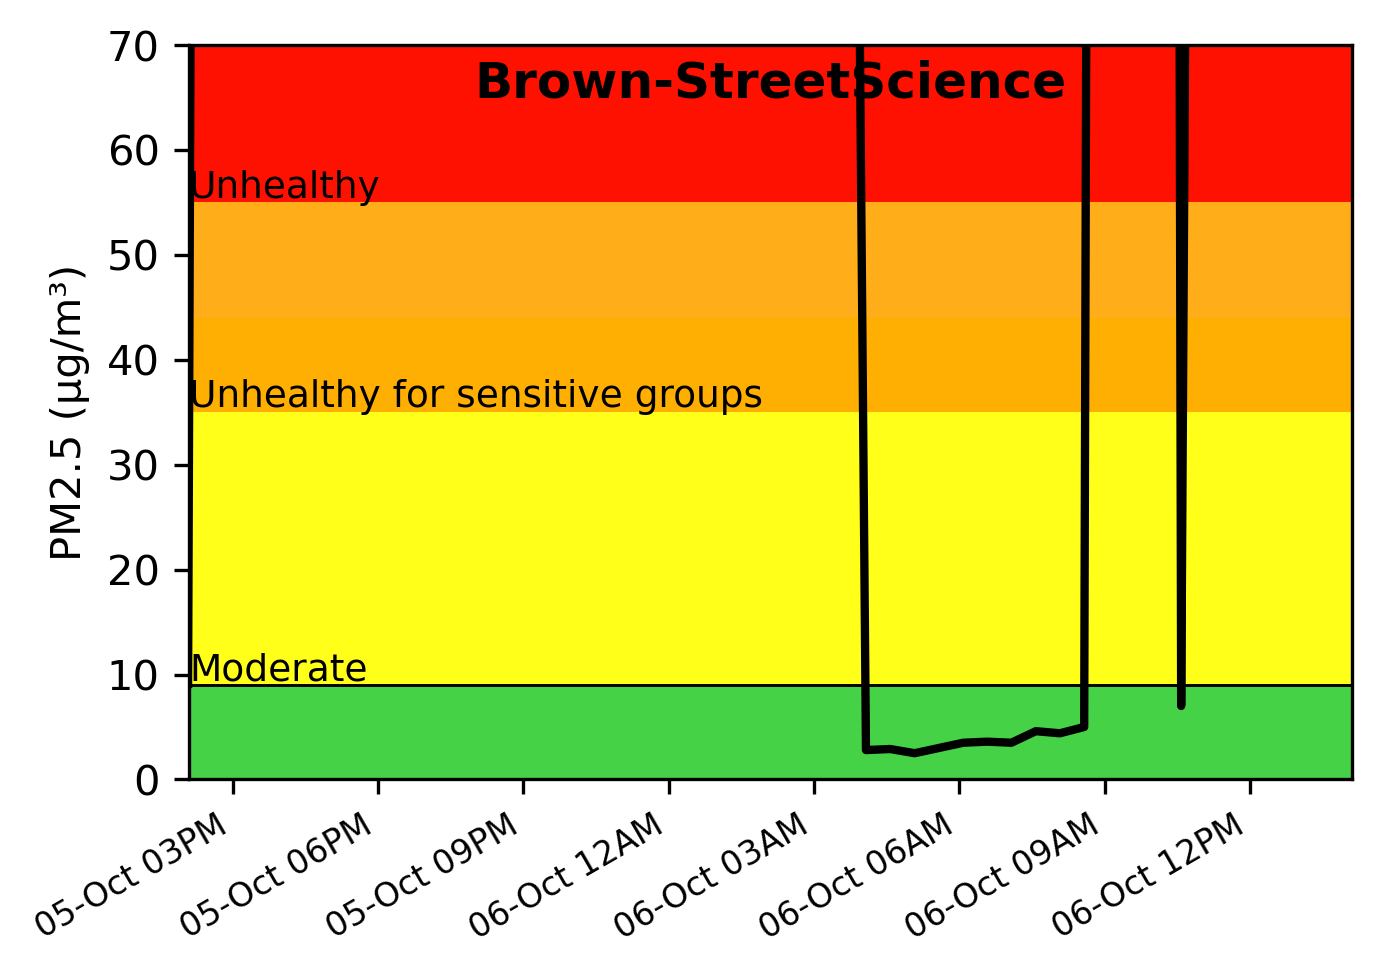 Brown-StreetScience
70
60
50
40
30
20
10
0
PM2.5 (µg/m³)
Unhealthy
Unhealthy for sensitive groups
Moderate
05-Oct 03PM
05-Oct 06PM
05-Oct 09PM
06-Oct 12AM
06-Oct 03AM
06-Oct 06AM
06-Oct 09AM
06-Oct 12PM